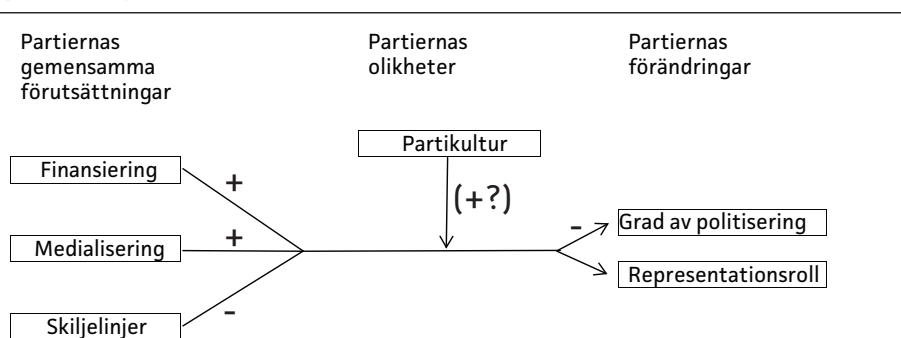 Partiernas
gemensamma
förutsättningar
Partiernas
olikheter
Partiernas
förändringar
Partikultur
Finansiering
+
(+?)
Medialisering
+
-
Grad av politisering
Representationsroll
-
Skiljelinjer